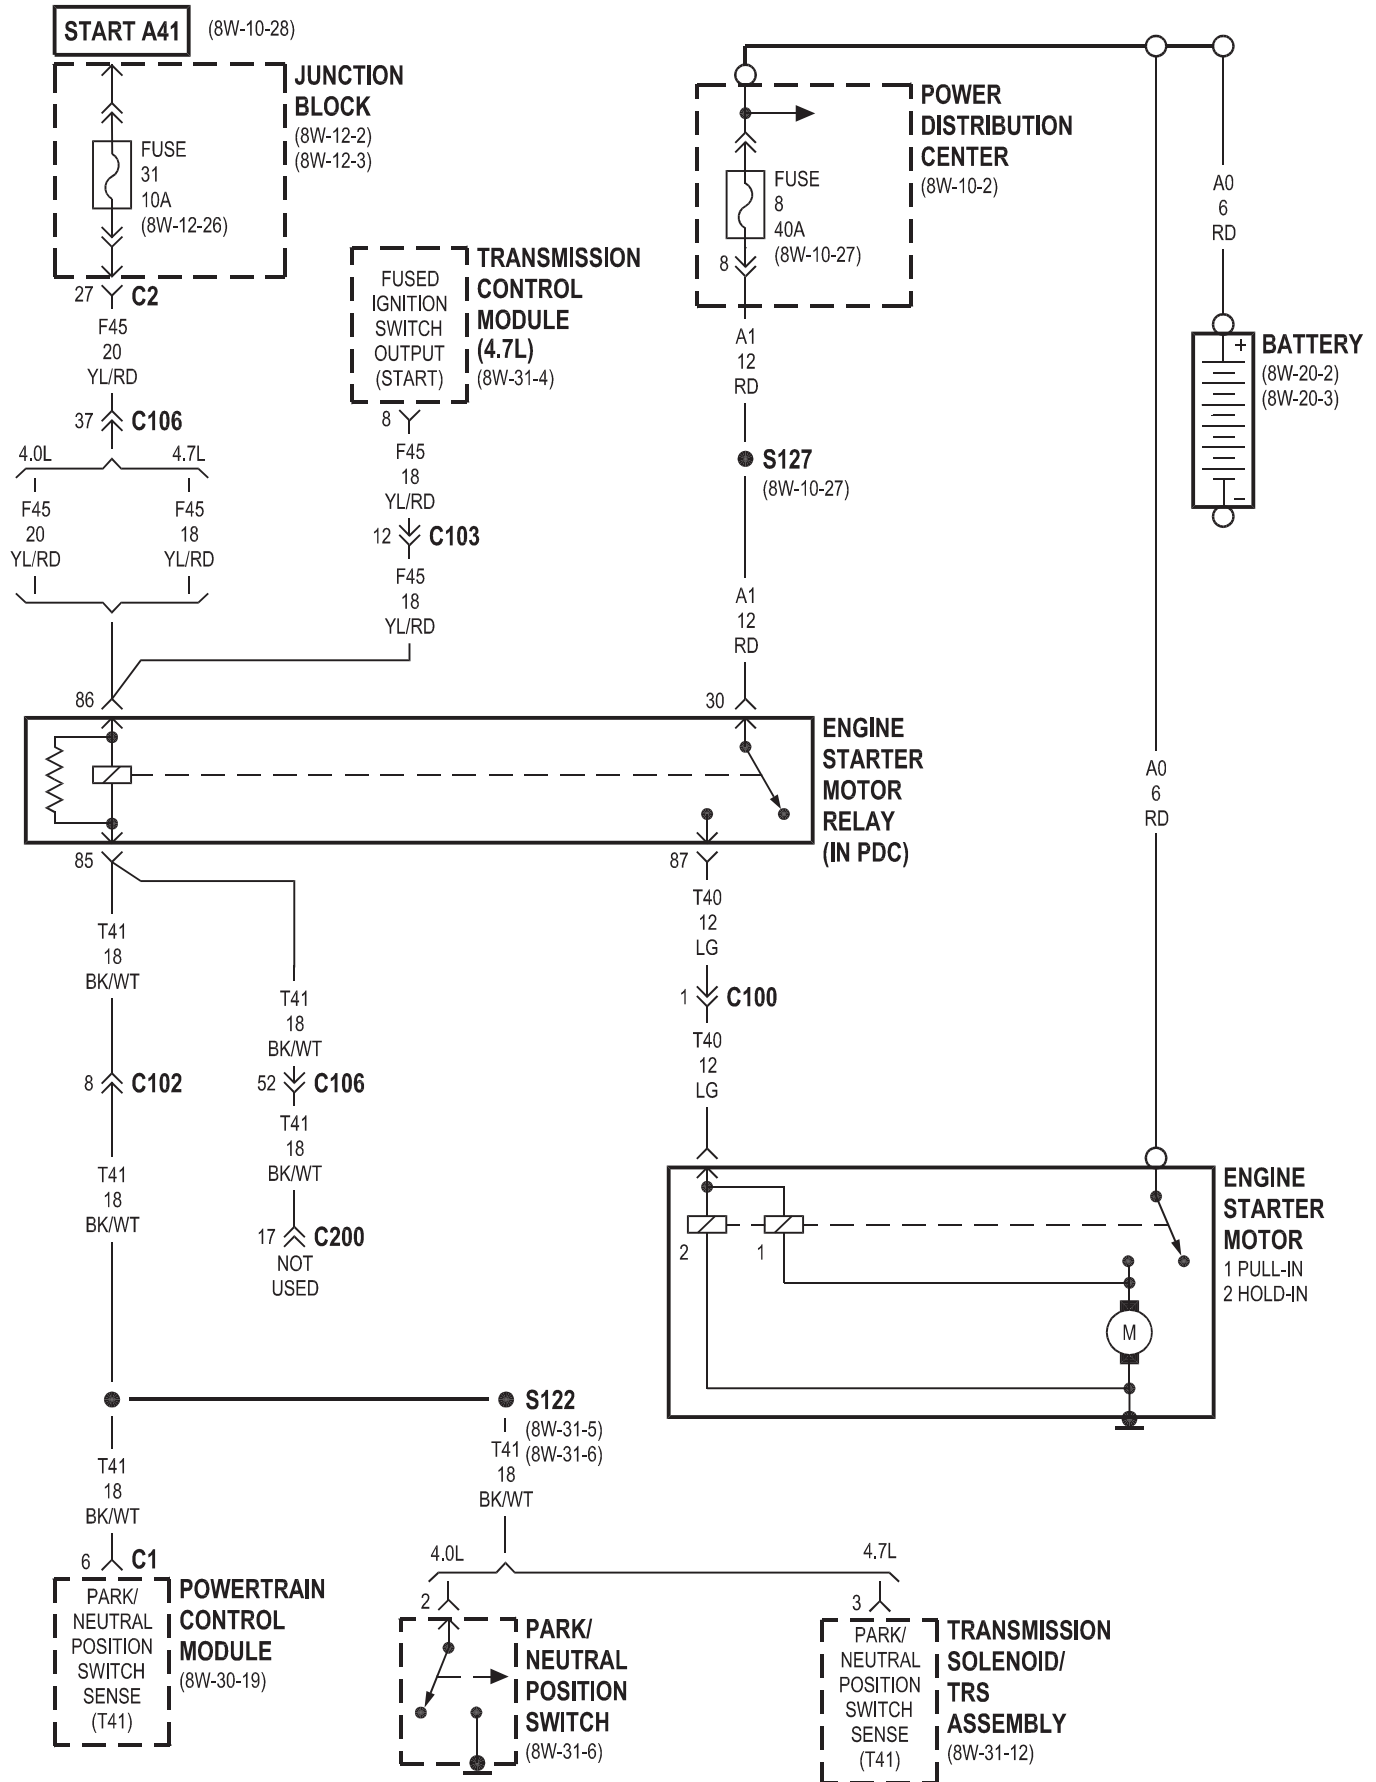 START A41
(8W-10-28)
JUNCTION
BLOCK
(8W-12-2)
(8W-12-3)
FUSE
31
10A
(8W-12-26)
27
C2
F45
20
YL/RD
37
C106
4.0L
4.7L
F45
20
YL/RD
F45
18
YL/RD
FUSED
IGNITION
SWITCH
OUTPUT
(START)
TRANSMISSION
CONTROL
MODULE
(4.7L)
(8W-31-4)
8
F45
18
YL/RD
12
C103
F45
18
YL/RD
POWER
DISTRIBUTION
CENTER
(8W-10-2)
FUSE
8
40A
(8W-10-27)
8
A1
12
RD
S127
(8W-10-27)
A1
12
RD
A0
6
RD
+
–
BATTERY
(8W-20-2)
(8W-20-3)
86
30
ENGINE
STARTER
MOTOR
RELAY
(IN PDC)
A0
6
RD
85
87
T41
18
BK/WT
8
C102
T41
18
BK/WT
T41
18
BK/WT
52
C106
T41
18
BK/WT
17
C200
NOT
USED
T40
12
LG
1
C100
T40
12
LG
2
1
M
ENGINE
STARTER
MOTOR
1 PULL-IN
2 HOLD-IN
S122
(8W-31-5)
(8W-31-6)
T41
18
BK/WT
T41
18
BK/WT
6
C1
PARK/
NEUTRAL
POSITION
SWITCH
SENSE
(T41)
POWERTRAIN
CONTROL
MODULE
(8W-30-19)
4.0L
4.7L
2
PARK/
NEUTRAL
POSITION
SWITCH
(8W-31-6)
3
PARK/
NEUTRAL
POSITION
SWITCH
SENSE
(T41)
TRANSMISSION
SOLENOID/
TRS
ASSEMBLY
(8W-31-12)